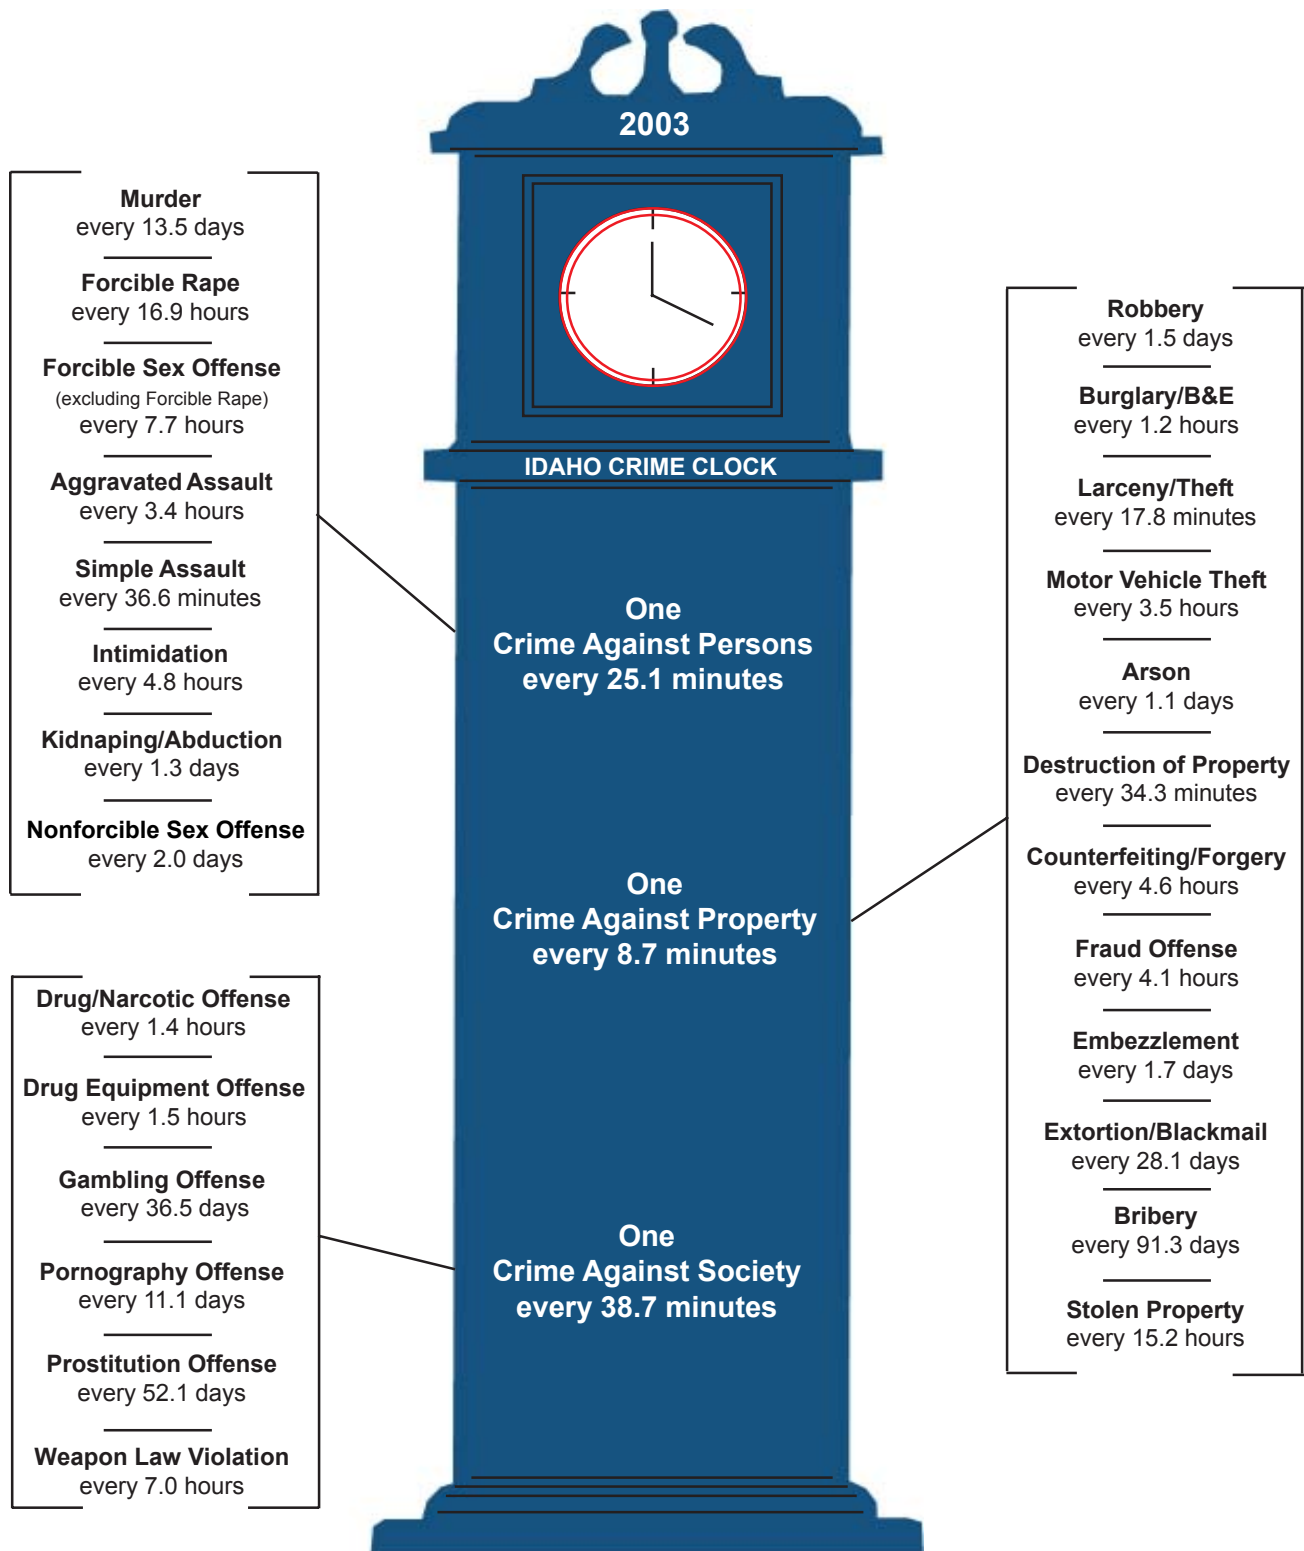 2003
IDAHO CRIME CLOCK
One
Crime Against Persons
every 25.1 minutes
One
Crime Against Property
every 8.7 minutes
One
Crime Against Society
every 38.7 minutes
Murder
every 13.5 days
Forcible Rape
every 16.9 hours
Forcible Sex Offense
(excluding Forcible Rape)
every 7.7 hours
Aggravated Assault
every 3.4 hours
Simple Assault
every 36.6 minutes
Intimidation
every 4.8 hours
Kidnaping/Abduction
every 1.3 days
Nonforcible Sex Offense
every 2.0 days
Drug/Narcotic Offense
every 1.4 hours
Drug Equipment Offense
every 1.5 hours
Gambling Offense
every 36.5 days
Pornography Offense
every 11.1 days
Prostitution Offense
every 52.1 days
Weapon Law Violation
every 7.0 hours
Robbery
every 1.5 days
Burglary/B&E
every 1.2 hours
Larceny/Theft
every 17.8 minutes
Motor Vehicle Theft
every 3.5 hours
Arson
every 1.1 days
Destruction of Property
every 34.3 minutes
Counterfeiting/Forgery
every 4.6 hours
Fraud Offense
every 4.1 hours
Embezzlement
every 1.7 days
Extortion/Blackmail
every 28.1 days
Bribery
every 91.3 days
Stolen Property
every 15.2 hours